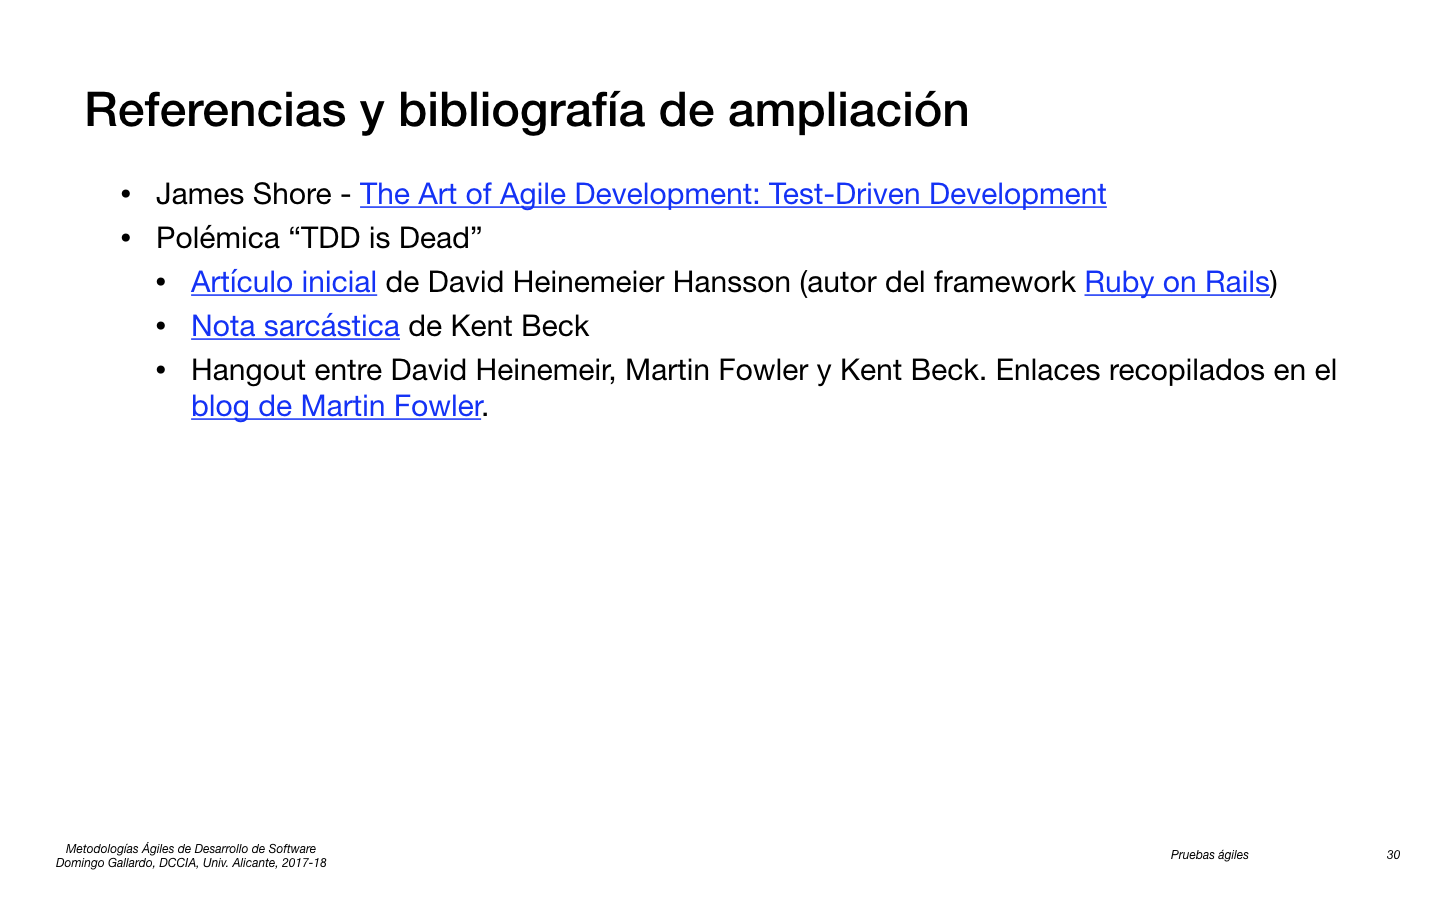 Referencias y bibliografía de ampliación
• James Shore - The Art of Agile Development: Test-Driven Development
• Polémica “TDD is Dead”
• Artículo inicial de David Heinemeier Hansson (autor del framework Ruby on Rails)
• Nota sarcástica de Kent Beck
• Hangout entre David Heinemeir, Martin Fowler y Kent Beck. Enlaces recopilados en el
blog de Martin Fowler.
Metodologías Ágiles de Desarrollo de Software
Domingo Gallardo, DCCIA, Univ. Alicante, 2017-18
Pruebas ágiles
30